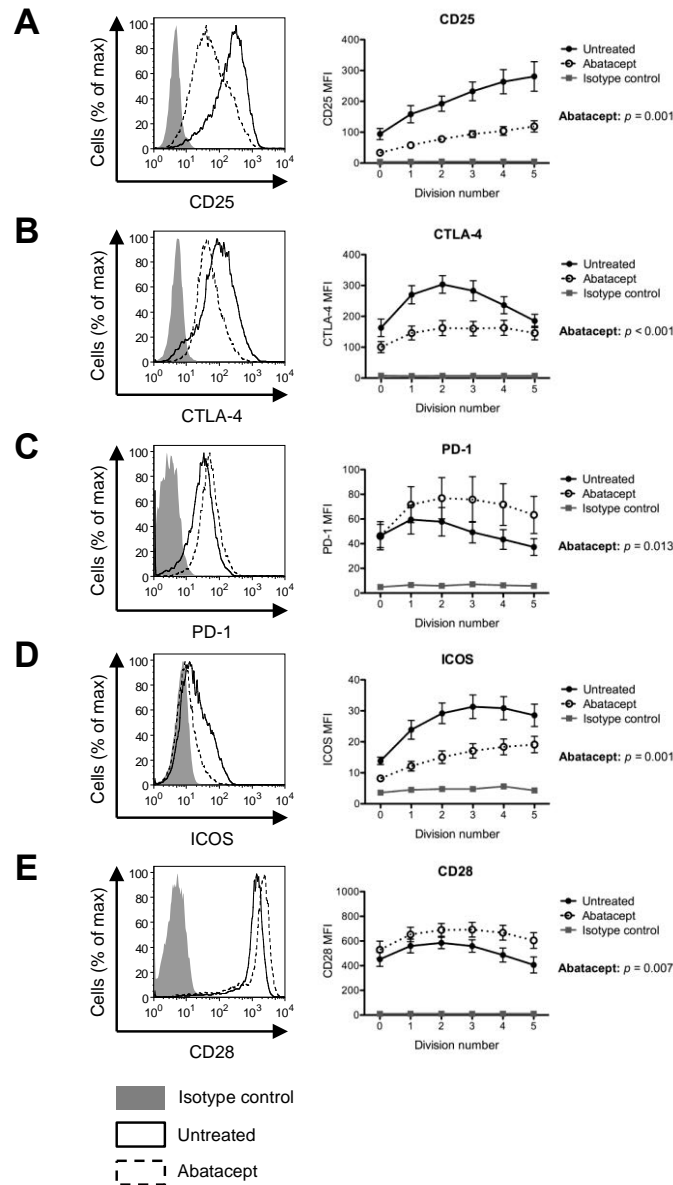 A
Cells (% of max)
100
80
60
40
20
0
10⁰ 10¹ 10² 10³ 10⁴
CD25
CD25
CD25 MFI
400
300
200
100
0
0 1 2 3 4 5
Division number
Untreated
Abatacept
Isotype control
Abatacept: p = 0.001
B
Cells (% of max)
100
80
60
40
20
0
10⁰ 10¹ 10² 10³ 10⁴
CTLA-4
CTLA-4
CTLA-4 MFI
400
300
200
100
0
0 1 2 3 4 5
Division number
Untreated
Abatacept
Isotype control
Abatacept: p < 0.001
C
Cells (% of max)
100
80
60
40
20
0
10⁰ 10¹ 10² 10³ 10⁴
PD-1
PD-1
PD-1 MFI
100
80
60
40
20
0
0 1 2 3 4 5
Division number
Untreated
Abatacept
Isotype control
Abatacept: p = 0.013
D
Cells (% of max)
100
80
60
40
20
0
10⁰ 10¹ 10² 10³ 10⁴
ICOS
ICOS
ICOS MFI
40
30
20
10
0
0 1 2 3 4 5
Division number
Untreated
Abatacept
Isotype control
Abatacept: p = 0.001
E
Cells (% of max)
100
80
60
40
20
0
10⁰ 10¹ 10² 10³ 10⁴
CD28
CD28
CD28 MFI
1000
800
600
400
200
0
0 1 2 3 4 5
Division number
Untreated
Abatacept
Isotype control
Abatacept: p = 0.007
Isotype control
Untreated
Abatacept